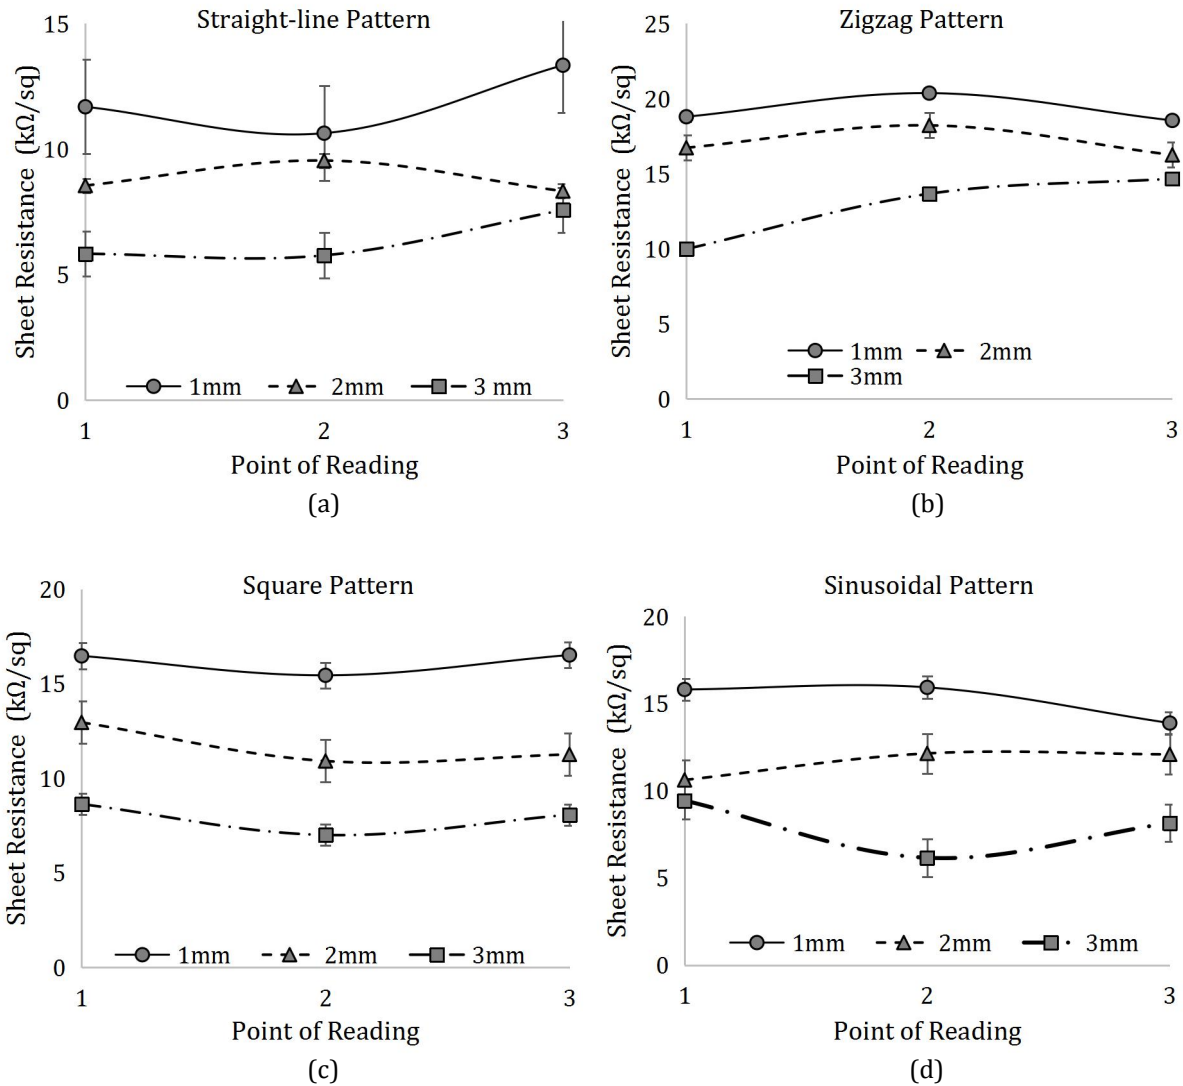 Straight-line Pattern
15
10
5
0
Sheet Resistance (kΩ/sq)
1mm 2mm 3 mm
1 2 3
Point of Reading
(a)
Zigzag Pattern
25
20
15
10
5
0
Sheet Resistance (kΩ/sq)
1mm 2mm
3mm
1 2 3
Point of Reading
(b)
Square Pattern
20
15
10
5
0
Sheet Resistance (kΩ/sq)
1mm 2mm 3mm
1 2 3
Point of Reading
(c)
Sinusoidal Pattern
20
15
10
5
0
Sheet Resistance (kΩ/sq)
1mm 2mm 3mm
1 2 3
Point of Reading
(d)